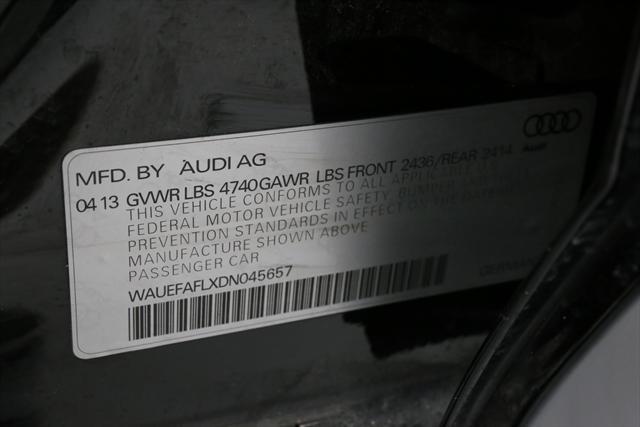 MFD. BY AUDI AG
04 13 GVWR LBS 4740 GAWR LBS FRONT 2436/REAR 2414
THIS VEHICLE CONFORMS TO ALL APPLICABLE U.S.
FEDERAL MOTOR VEHICLE SAFETY, BUMPER, AND THEFT
PREVENTION STANDARDS IN EFFECT ON THE DATE OF
MANUFACTURE SHOWN ABOVE
PASSENGER CAR
WAUEFAFLXDN045657
Audi
GERMANY